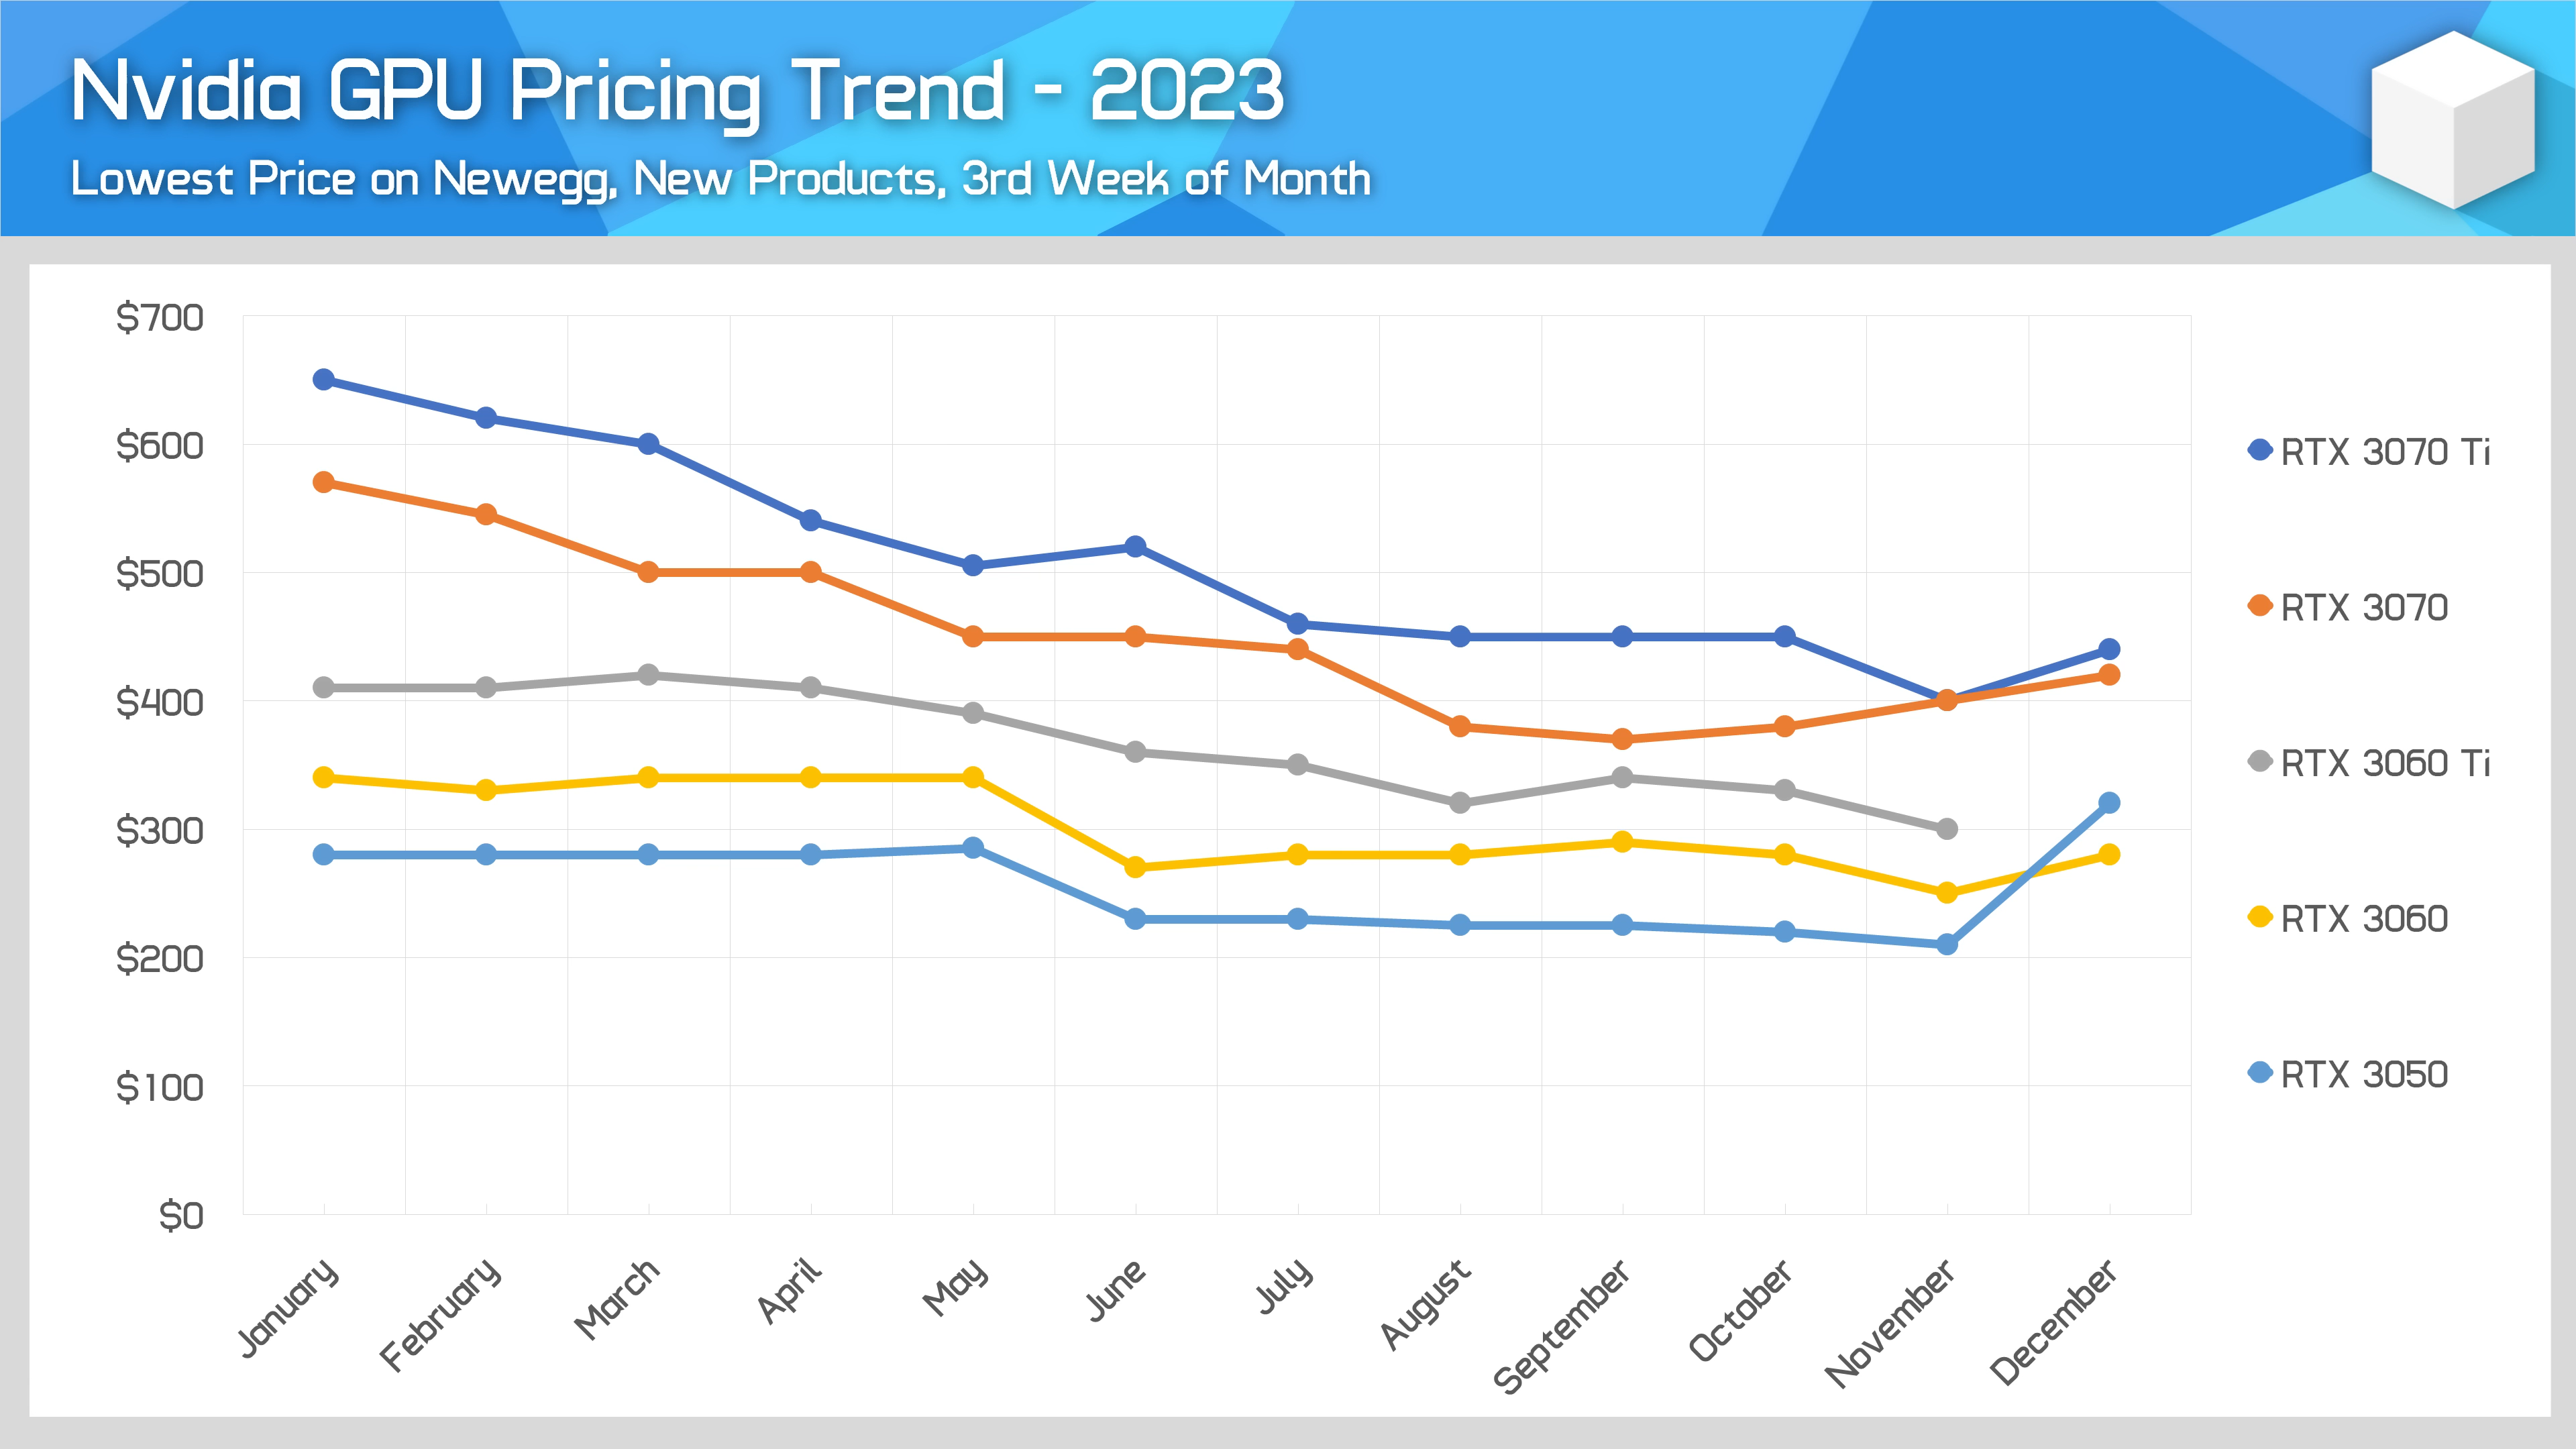 Nvidia GPU Pricing Trend - 2023
Lowest Price on Newegg, New Products, 3rd Week of Month
$700
$600
$500
$400
$300
$200
$100
$0
January
February
March
April
May
June
July
August
September
October
November
December
RTX 3070 Ti
RTX 3070
RTX 3060 Ti
RTX 3060
RTX 3050